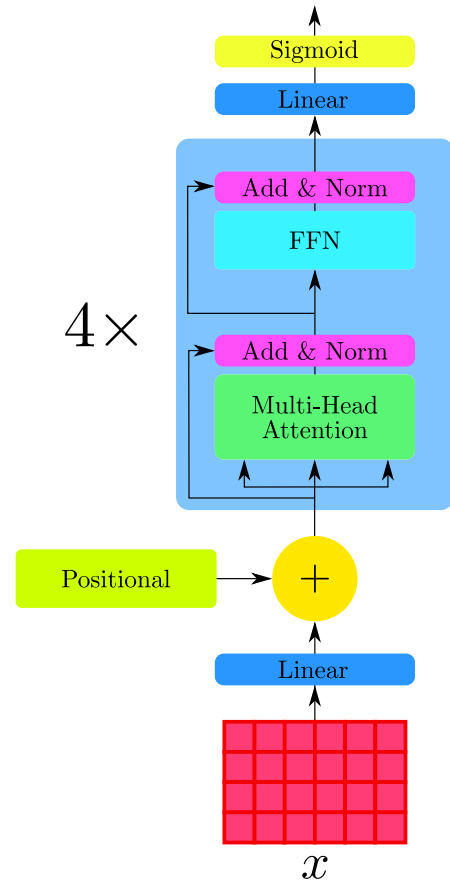 Sigmoid
Linear
Add & Norm
FFN
4×
Add & Norm
Multi-Head
Attention
Positional
+
Linear
x